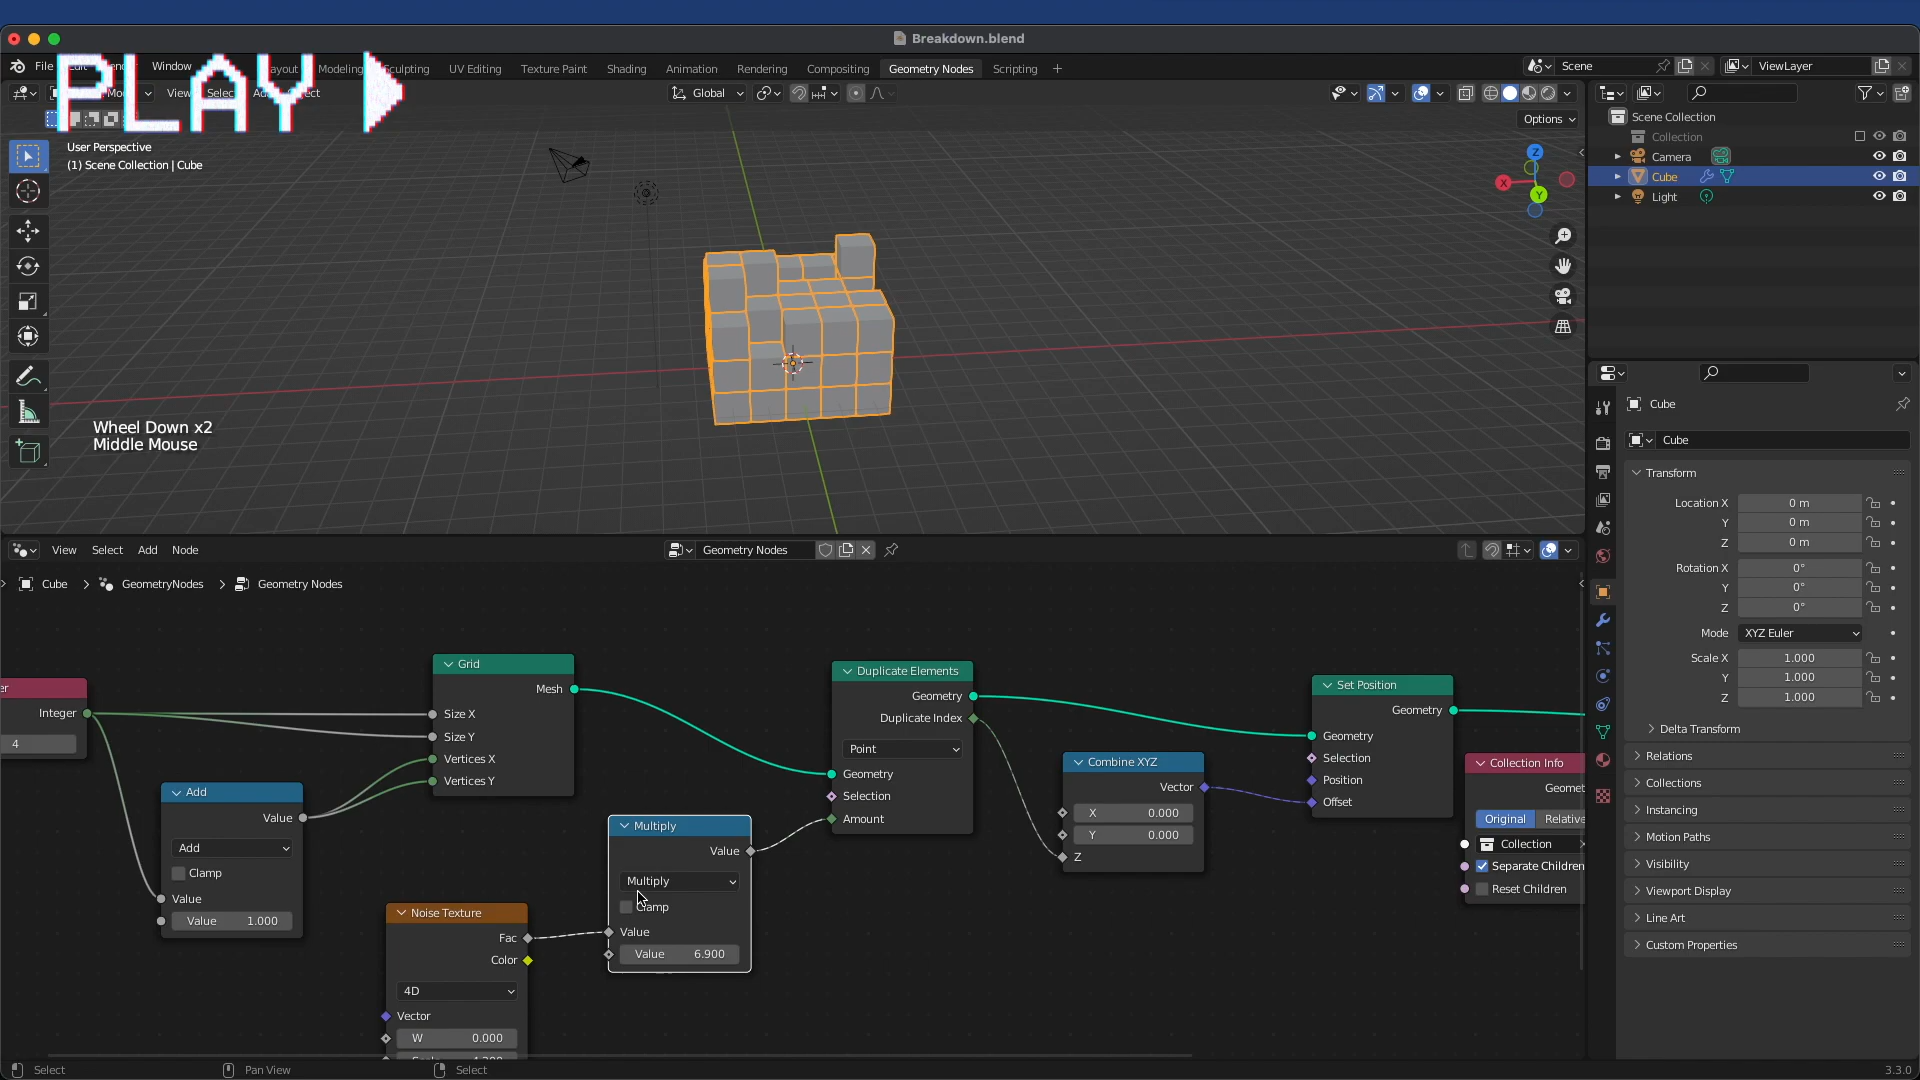 Breakdown.blend
PLAY
File
Window
Modeling
Sculpting
UV Editing
Texture Paint
Shading
Animation
Rendering
Compositing
Geometry Nodes
Scripting
Scene
ViewLayer
View
Global
Options
User Perspective
(1) Scene Collection | Cube
X
Y
Z
Wheel Down x2
Middle Mouse
Scene Collection
Collection
Camera
Cube
Light
View Select Add Node
Geometry Nodes
Cube GeometryNodes Geometry Nodes
Integer
4
Add
Value
Add
Clamp
Value
Value 1.000
Grid
Mesh
Size X
Size Y
Vertices X
Vertices Y
Noise Texture
Fac
Color
4D
Vector
W 0.000
Multiply
Value
Multiply
Clamp
Value
Value 6.900
Duplicate Elements
Geometry
Duplicate Index
Point
Geometry
Selection
Amount
Combine XYZ
Vector
X 0.000
Y 0.000
Z
Set Position
Geometry
Geometry
Selection
Position
Offset
Collection Info
Geomet
Original Relative
Collection
Separate Children
Reset Children
Cube
Cube
Transform
Location X 0 m
Y 0 m
Z 0 m
Rotation X 0°
Y 0°
Z 0°
Mode XYZ Euler
Scale X 1.000
Y 1.000
Z 1.000
Delta Transform
Relations
Collections
Instancing
Motion Paths
Visibility
Viewport Display
Line Art
Custom Properties
Select Pan View Select
3.3.0